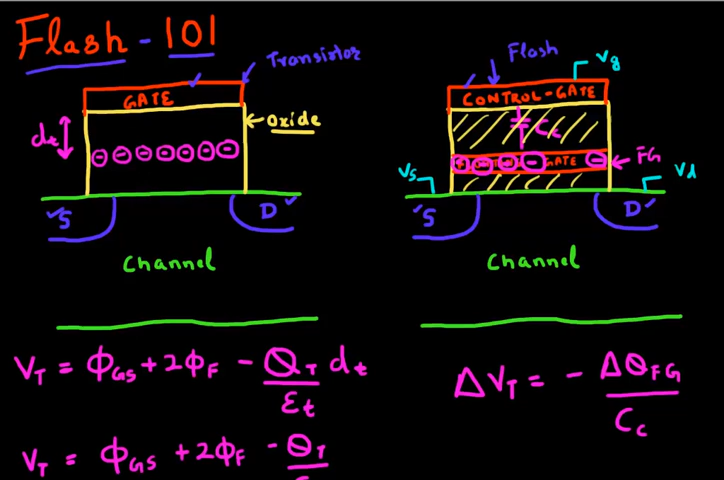 Flash - 101
Transistor
GATE
oxide
dt
S
D
Channel
VT = ΦGS + 2ΦF - QT dt
εt
VT = ΦGS + 2ΦF - QT
Flash
Vg
CONTROL-GATE
Cc
GATE
FG
Vs
Vd
S
D
Channel
ΔVT = - ΔQFG
Cc